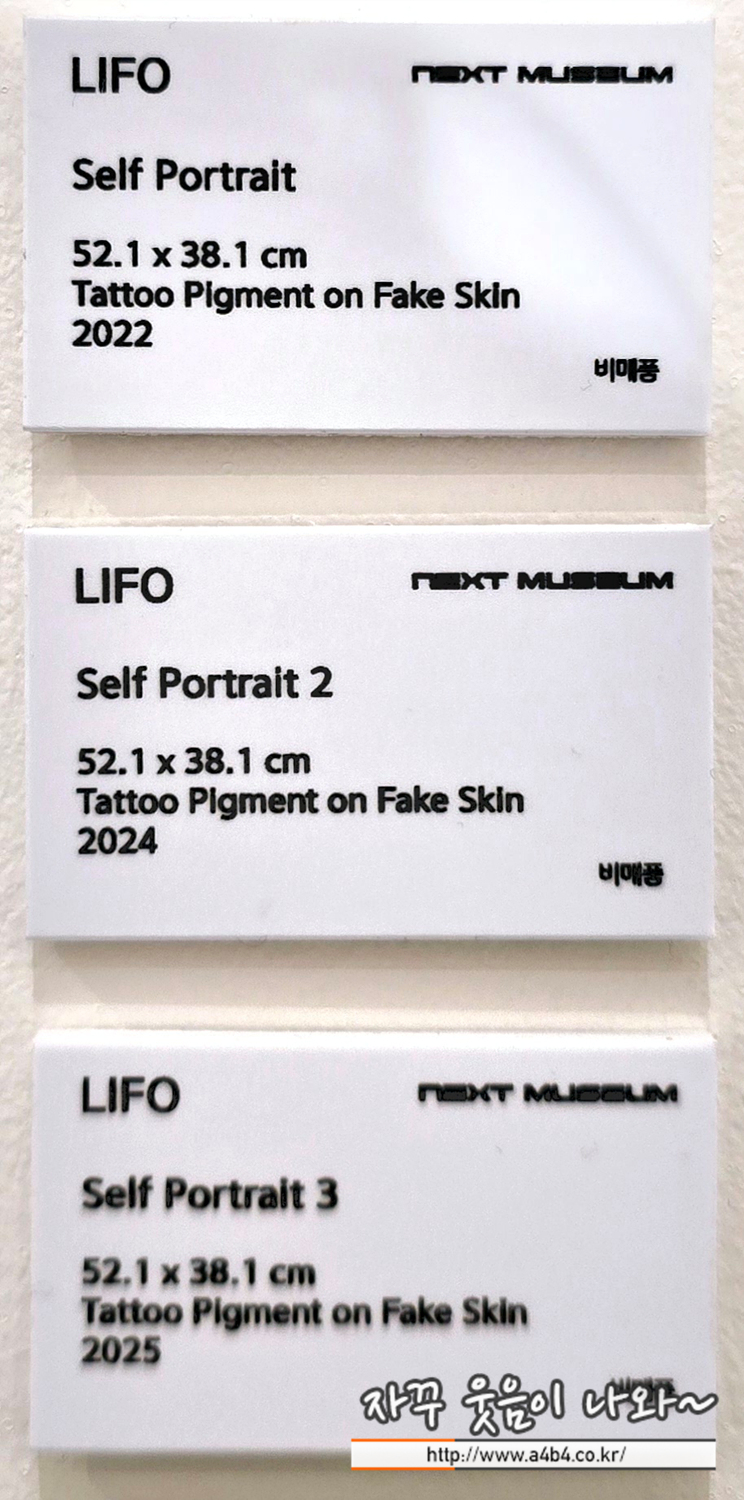 LIFO NEXT MUSEUM
Self Portrait
52.1 x 38.1 cm
Tattoo Pigment on Fake Skin
2022
비매품
LIFO NEXT MUSEUM
Self Portrait 2
52.1 x 38.1 cm
Tattoo Pigment on Fake Skin
2024
비매품
LIFO NEXT MUSEUM
Self Portrait 3
52.1 x 38.1 cm
Tattoo Pigment on Fake Skin
2025
자꾸 웃음이 나와~
http://www.a4b4.co.kr/